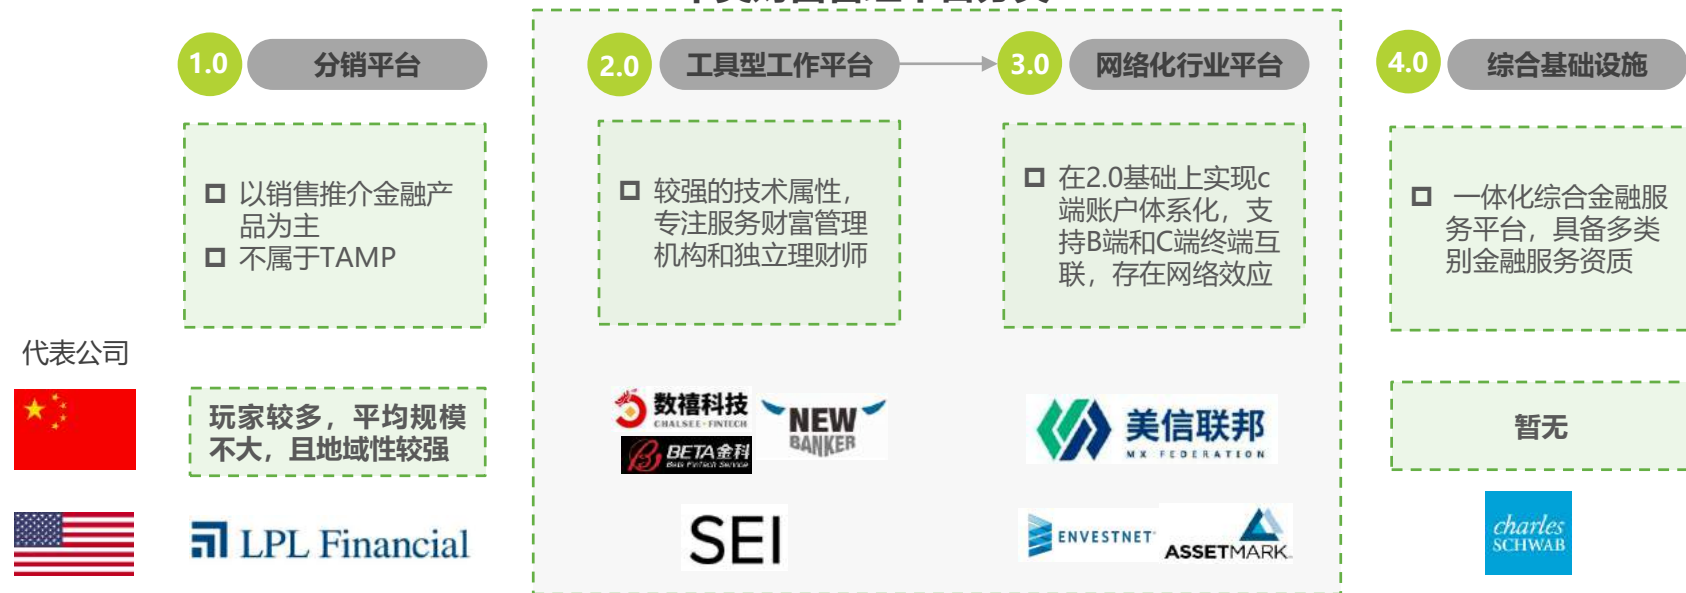 1.0
分销平台
2.0
工具型工作平台
3.0
网络化行业平台
4.0
综合基础设施
以销售推介金融产
品为主
不属于TAMP
较强的技术属性，
专注服务财富管理
机构和独立理财师
在2.0基础上实现c
端账户体系化，支
持B端和C端终端互
联，存在网络效应
一体化综合金融服
务平台，具备多类
别金融服务资质
代表公司
玩家较多，平均规模
不大，且地域性较强
数禧科技
CHALSEE·FINTECH
BETA金科
Beta FinTech Service
NEW
BANKER
美信联邦
MX FEDERATION
暂无
LPL Financial
SEI
ENVESTNET
ASSETMARK
charles
SCHWAB